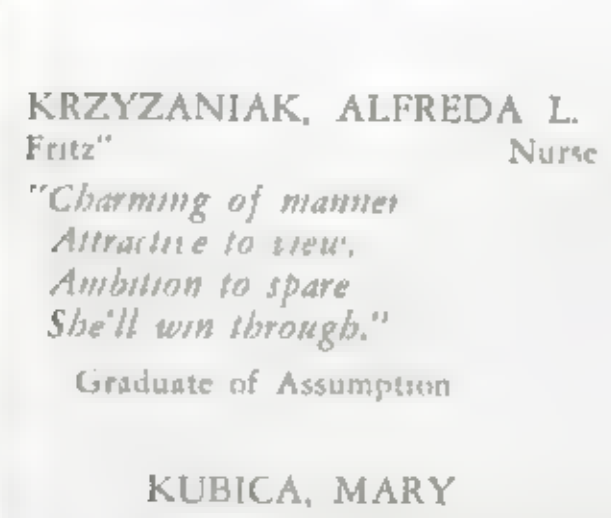 KRZYZANIAK, ALFREDA L.
Fritz" Nurse
"Charming of manner
Attractive to view,
Ambition to spare
She'll win through."
Graduate of Assumption
KUBICA, MARY